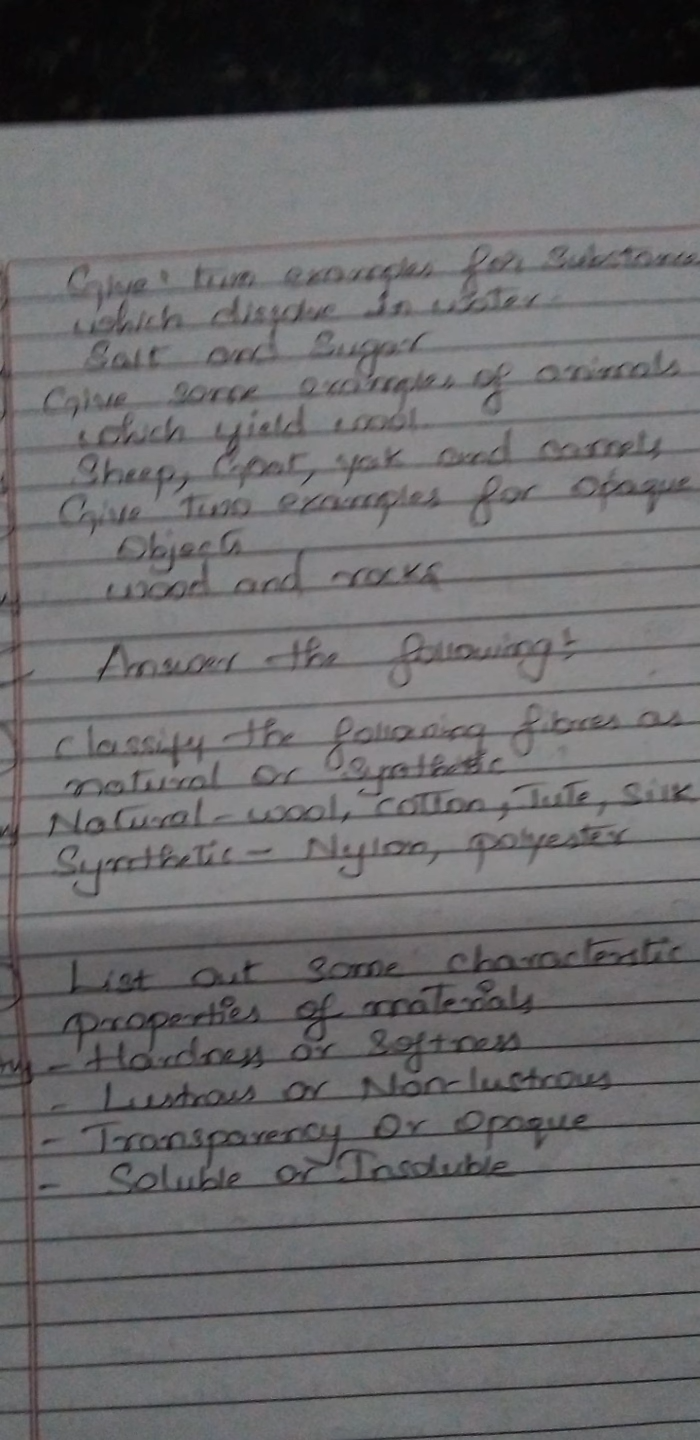 Give two examples for Substances
which disolve in water.
Salt and Sugar
Give some examples of animals
which yield wool.
Sheep, Goat, yak and camels
Give two examples for opaque
Objects
wood and rocks
Answer the following:
Classify the following fibres as
natural or Synthetic
Natural - wool, cotton, Jute, Silk
Synthetic - Nylon, polyester
List out some characterstic
properties of materials
- Hardness or Softness
- Lustrous or Non-lustrous
- Transparency or Opaque
- Soluble or Insoluble